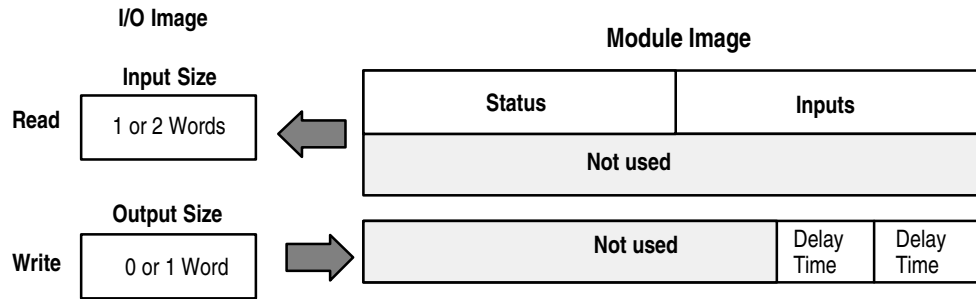 I/O Image
Module Image
Input Size
Read
1 or 2 Words
Status
Inputs
Not used
Output Size
Write
0 or 1 Word
Not used
Delay
Time
Delay
Time